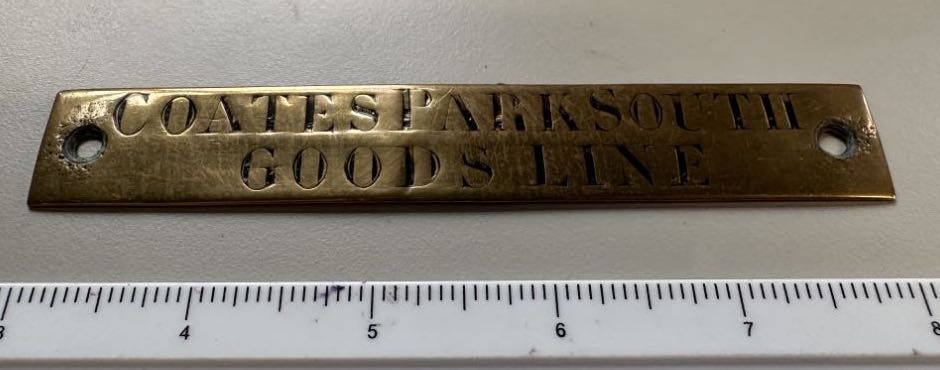 COATES PARK SOUTH
GOODS LINE
3 4 5 6 7 8